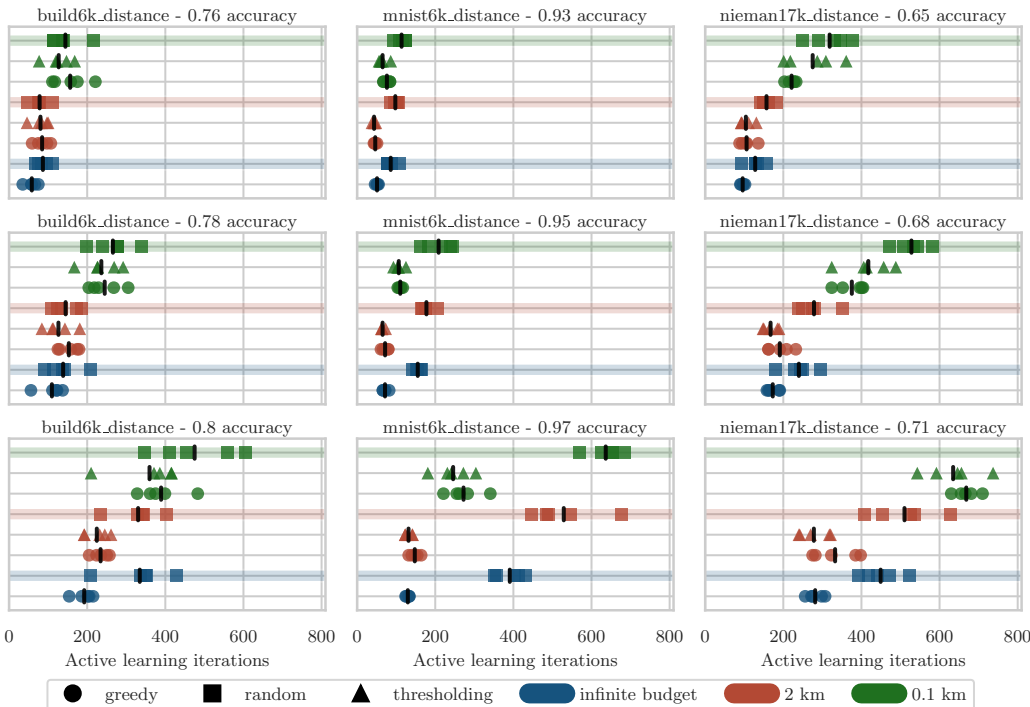 build6k_distance - 0.76 accuracy
mnist6k_distance - 0.93 accuracy
nieman17k_distance - 0.65 accuracy
build6k_distance - 0.78 accuracy
mnist6k_distance - 0.95 accuracy
nieman17k_distance - 0.68 accuracy
build6k_distance - 0.8 accuracy
mnist6k_distance - 0.97 accuracy
nieman17k_distance - 0.71 accuracy
0 200 400 600 800
0 200 400 600 800
0 200 400 600 800
Active learning iterations
Active learning iterations
Active learning iterations
greedy random thresholding infinite budget 2 km 0.1 km